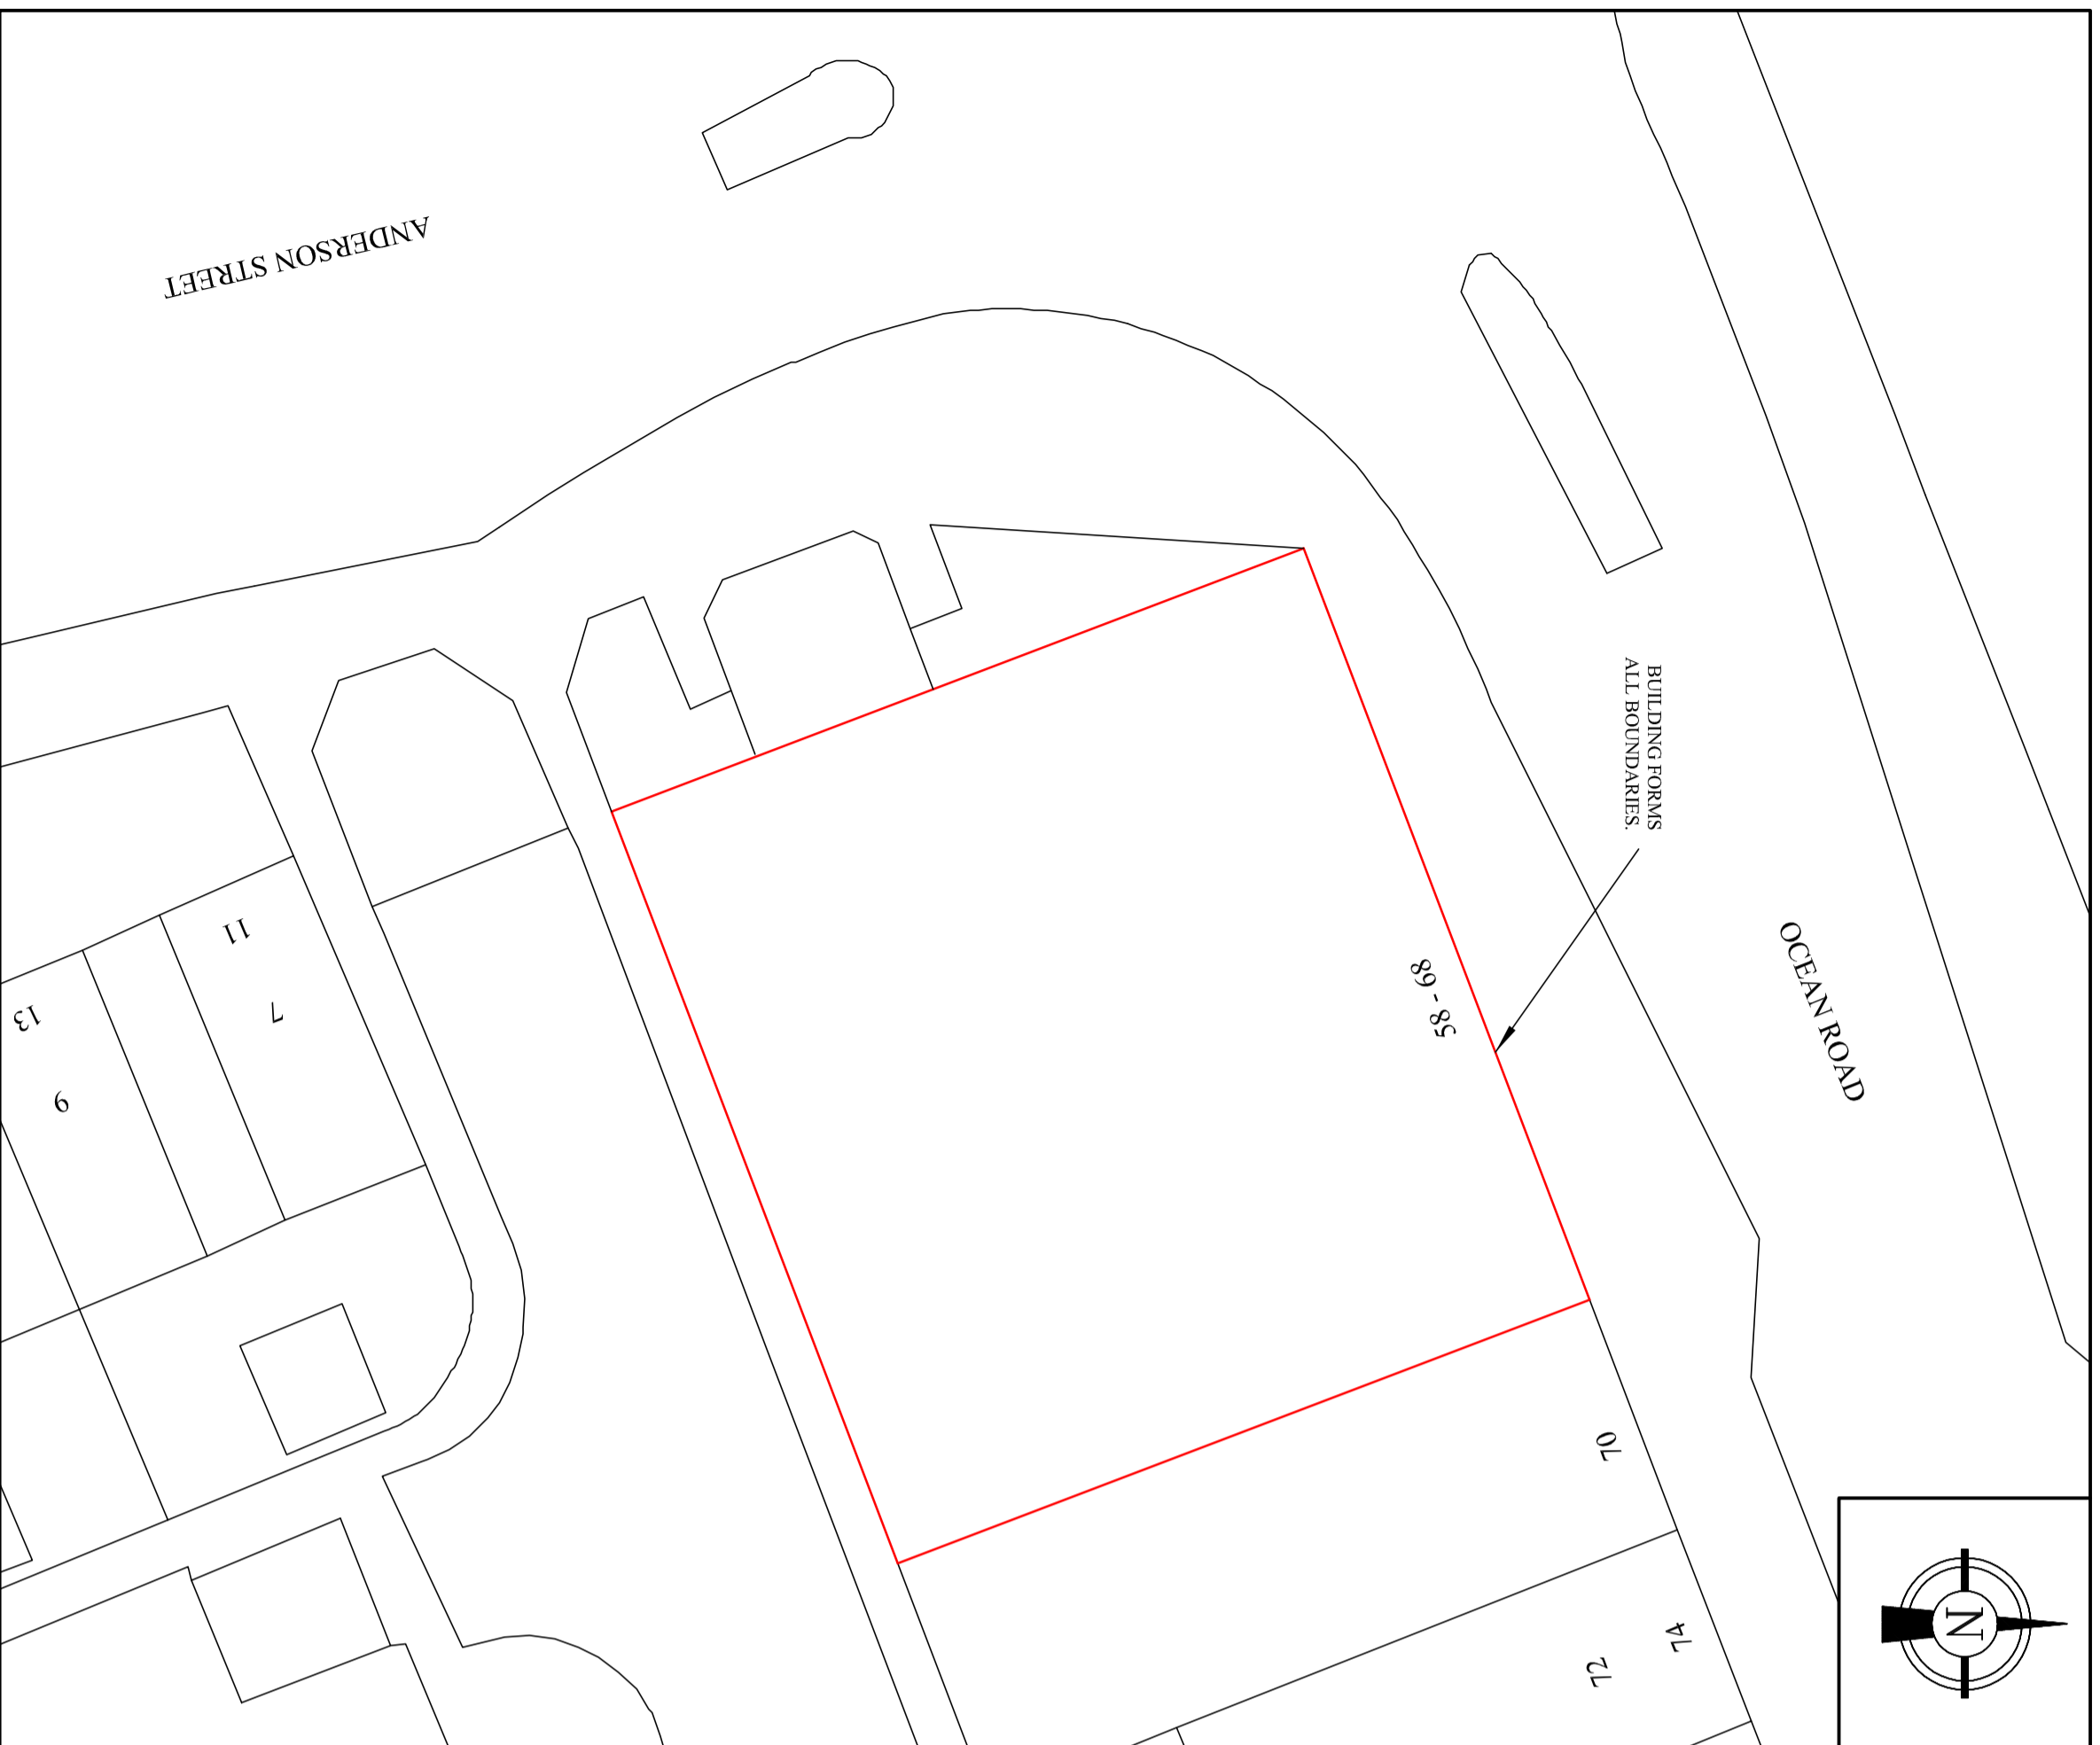 ANDERSON STREET
BUILDING FORMS
ALL BOUNDARIES.
OCEAN ROAD
58 - 68
11
7
13
9
70
74
72
N